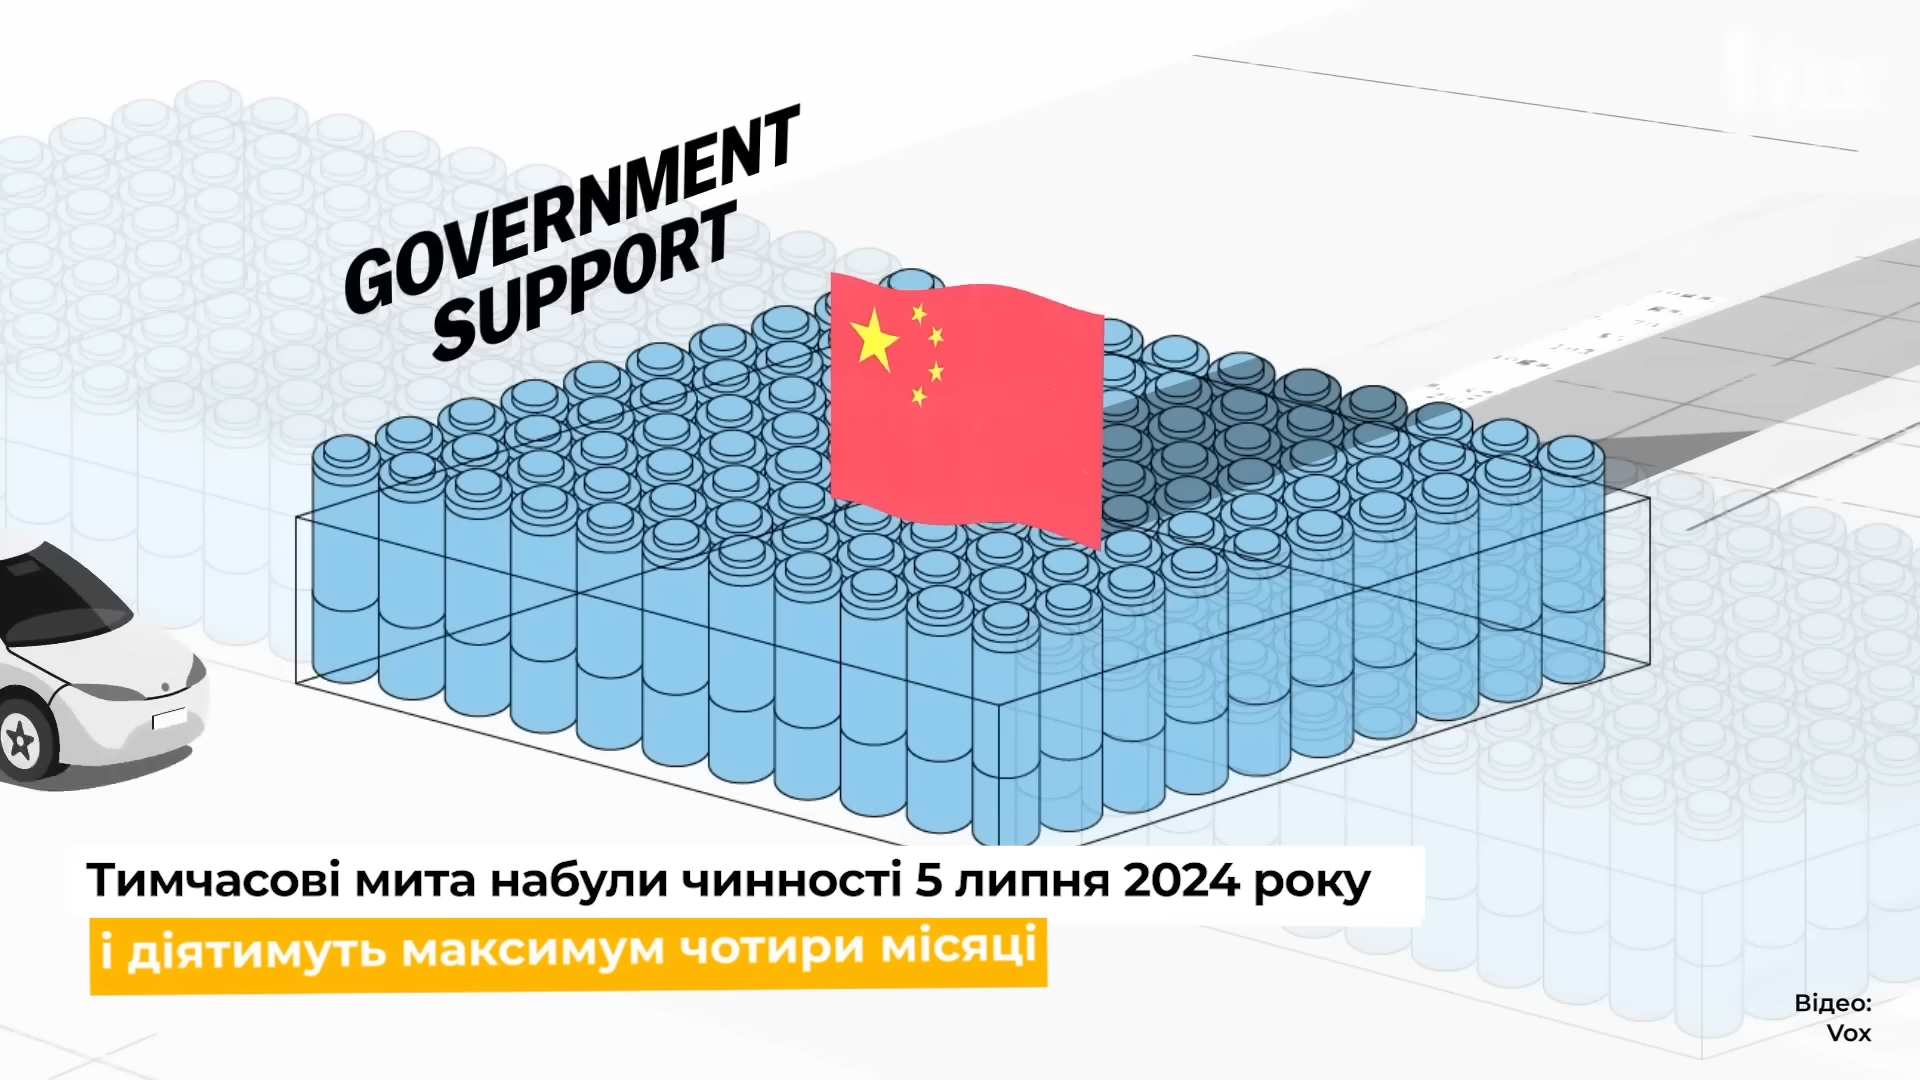 GOVERNMENT
SUPPORT
Тимчасові мита набули чинності 5 липня 2024 року
і діятимуть максимум чотири місяці
Відео:
Vox